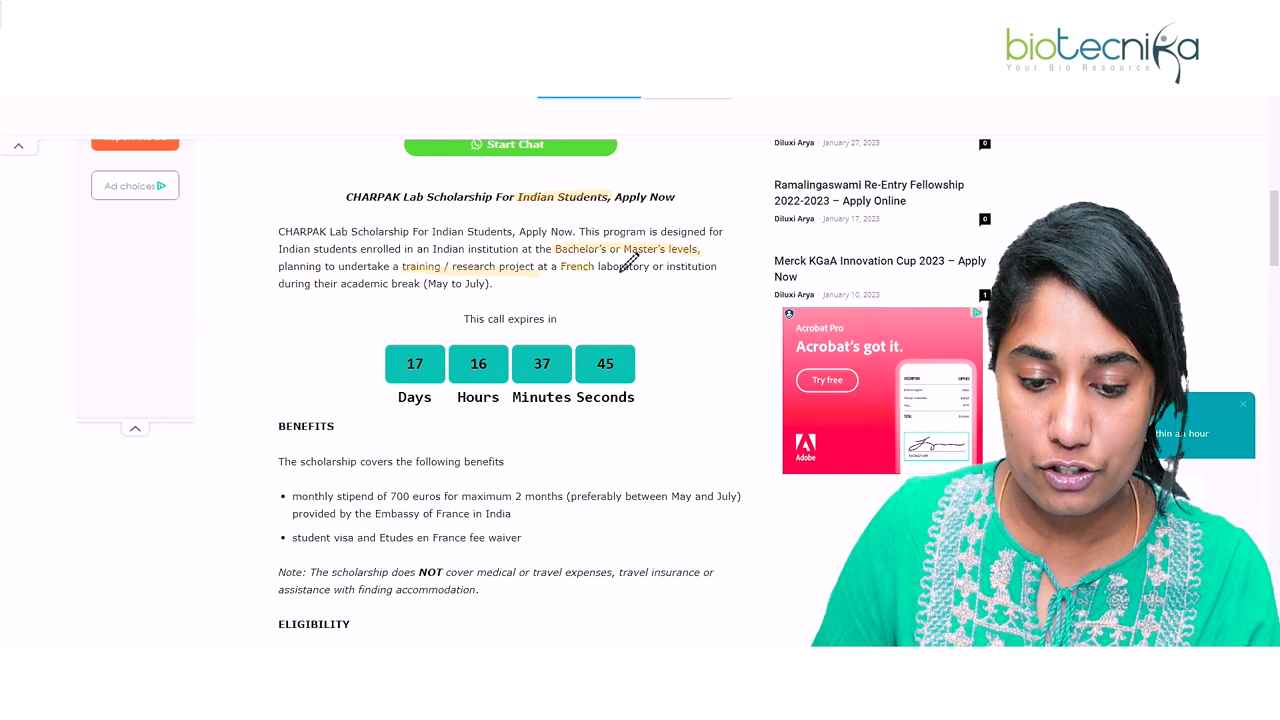 biotecnika
Your Bio Resource
Start Chat
Ad choices
CHARPAK Lab Scholarship For Indian Students, Apply Now
CHARPAK Lab Scholarship For Indian Students, Apply Now. This program is designed for
Indian students enrolled in an Indian institution at the Bachelor's or Master's levels,
planning to undertake a training / research project at a French laboratory or institution
during their academic break (May to July).
This call expires in
17 16 37 45
Days Hours Minutes Seconds
BENEFITS
The scholarship covers the following benefits
• monthly stipend of 700 euros for maximum 2 months (preferably between May and July)
provided by the Embassy of France in India
• student visa and Etudes en France fee waiver
Note: The scholarship does NOT cover medical or travel expenses, travel insurance or
assistance with finding accommodation.
ELIGIBILITY
Diluxi Arya - January 27, 2023 0
Ramalingaswami Re-Entry Fellowship
2022-2023 – Apply Online
Diluxi Arya - January 17, 2023 0
Merck KGaA Innovation Cup 2023 – Apply
Now
Diluxi Arya - January 10, 2023 1
Acrobat Pro
Acrobat's got it.
Try free
Adobe
an hour